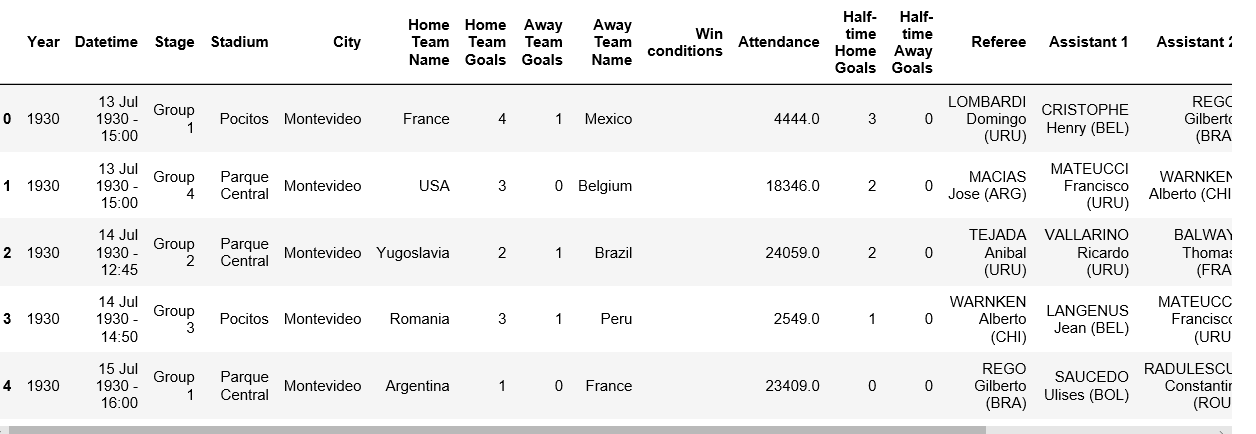 Year Datetime Stage Stadium City Home Team Name Home Team Goals Away Team Goals Away Team Name Win conditions Attendance Half-time Home Goals Half-time Away Goals Referee Assistant 1 Assistant 2
0 1930 13 Jul 1930 - 15:00 Group 1 Pocitos Montevideo France 4 1 Mexico 4444.0 3 0 LOMBARDI Domingo (URU) CRISTOPHE Henry (BEL) REGO Gilberto (BRA
1 1930 13 Jul 1930 - 15:00 Group 4 Parque Central Montevideo USA 3 0 Belgium 18346.0 2 0 MACIAS Jose (ARG) MATEUCCI Francisco (URU) WARNKEN Alberto (CHI
2 1930 14 Jul 1930 - 12:45 Group 2 Parque Central Montevideo Yugoslavia 2 1 Brazil 24059.0 2 0 TEJADA Anibal (URU) VALLARINO Ricardo (URU) BALWAY Thomas (FRA
3 1930 14 Jul 1930 - 14:50 Group 3 Pocitos Montevideo Romania 3 1 Peru 2549.0 1 0 WARNKEN Alberto (CHI) LANGENUS Jean (BEL) MATEUCC Francisco (URU
4 1930 15 Jul 1930 - 16:00 Group 1 Parque Central Montevideo Argentina 1 0 France 23409.0 0 0 REGO Gilberto (BRA) SAUCEDO Ulises (BOL) RADULESCU Constantin (ROU